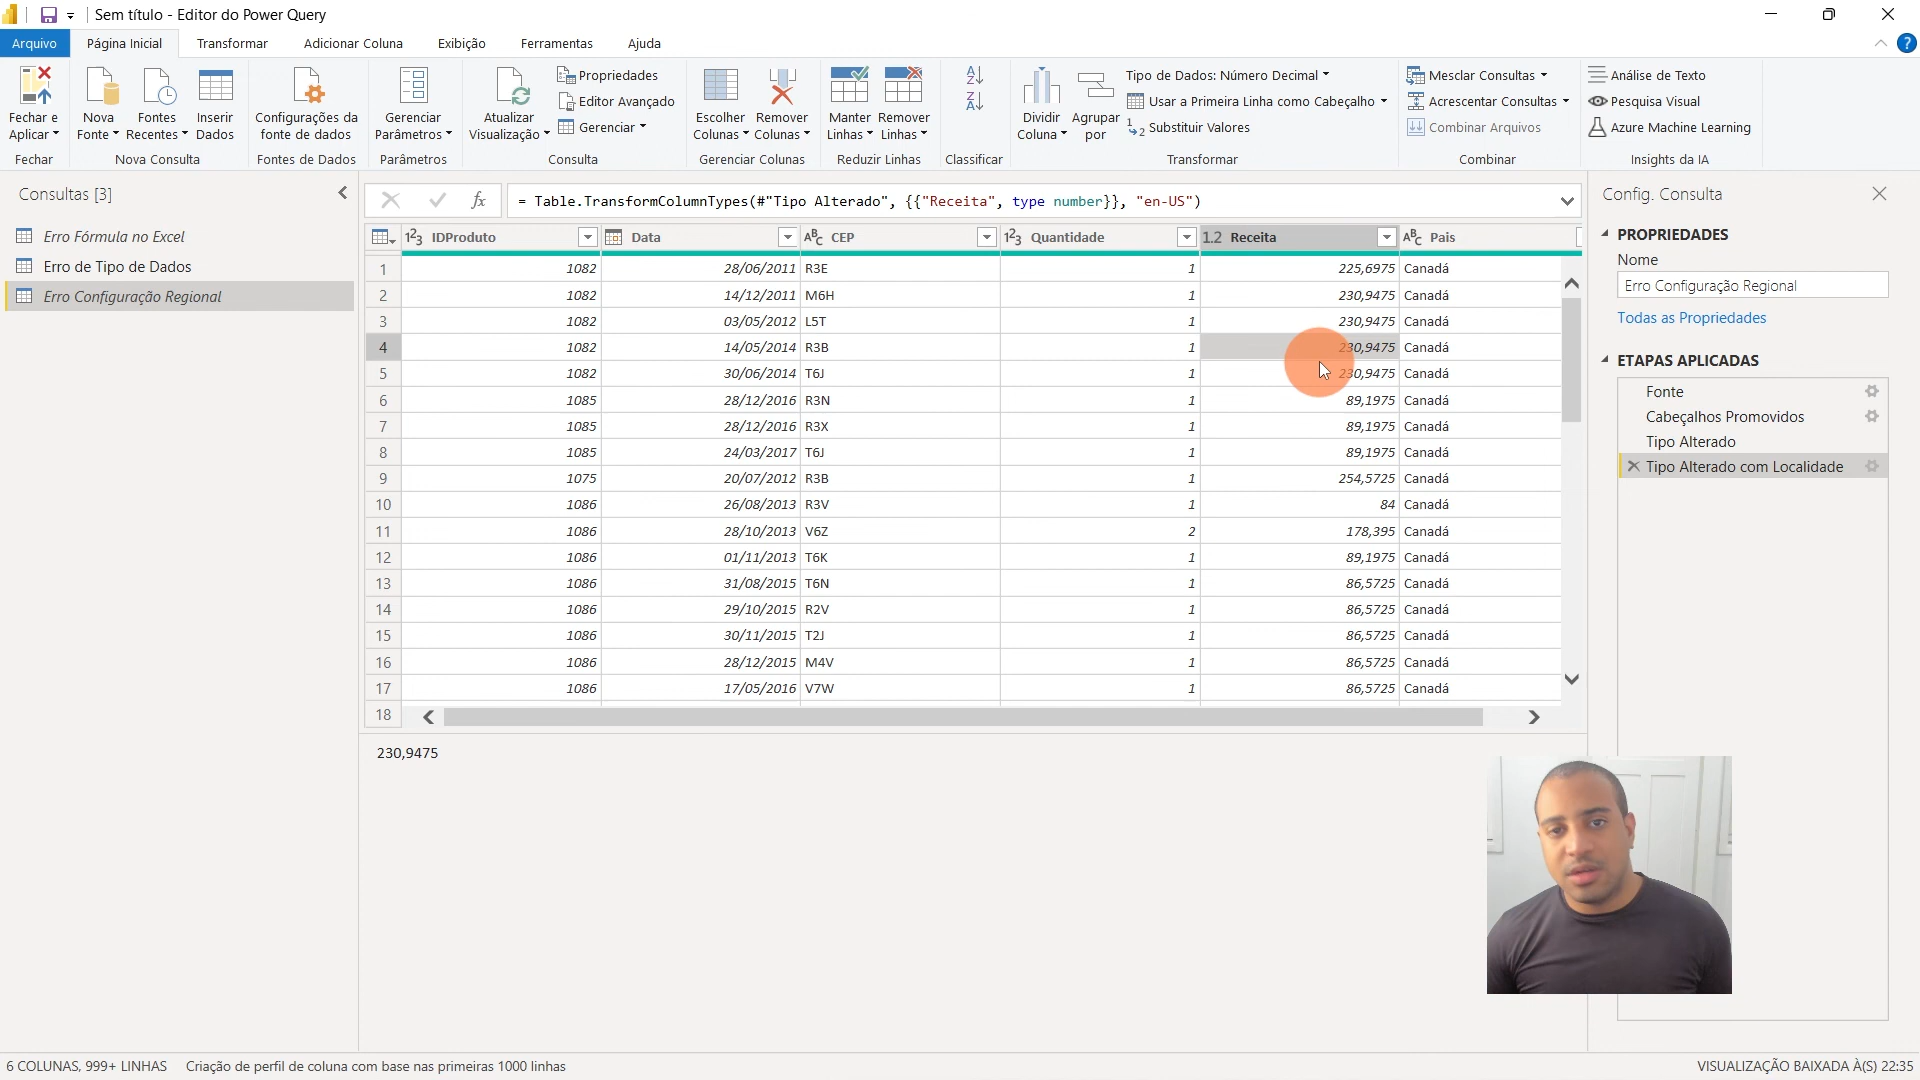 Sem título - Editor do Power Query
Arquivo Página Inicial Transformar Adicionar Coluna Exibição Ferramentas Ajuda
Fechar e Aplicar
Nova Fonte
Fontes Recentes
Inserir Dados
Configurações da fonte de dados
Gerenciar Parâmetros
Atualizar Visualização
Propriedades
Editor Avançado
Gerenciar
Escolher Colunas
Remover Colunas
Manter Linhas
Remover Linhas
Dividir Coluna
Agrupar por
Tipo de Dados: Número Decimal
Usar a Primeira Linha como Cabeçalho
Substituir Valores
Mesclar Consultas
Acrescentar Consultas
Combinar Arquivos
Análise de Texto
Pesquisa Visual
Azure Machine Learning
Fechar Nova Consulta Fontes de Dados Parâmetros Consulta Gerenciar Colunas Reduzir Linhas Classificar Transformar Combinar Insights da IA
Consultas [3]
Erro Fórmula no Excel
Erro de Tipo de Dados
Erro Configuração Regional
fx = Table.TransformColumnTypes(#"Tipo Alterado", {{"Receita", type number}}, "en-US")
123 IDProduto Data ABC CEP 123 Quantidade 1.2 Receita ABC Pais
1 1082 28/06/2011 R3E 1 225,6975 Canadá
2 1082 14/12/2011 M6H 1 230,9475 Canadá
3 1082 03/05/2012 L5T 1 230,9475 Canadá
4 1082 14/05/2014 R3B 1 230,9475 Canadá
5 1082 30/06/2014 T6J 1 230,9475 Canadá
6 1085 28/12/2016 R3N 1 89,1975 Canadá
7 1085 28/12/2016 R3X 1 89,1975 Canadá
8 1085 24/03/2017 T6J 1 89,1975 Canadá
9 1075 20/07/2012 R3B 1 254,5725 Canadá
10 1086 26/08/2013 R3V 1 84 Canadá
11 1086 28/10/2013 V6Z 2 178,395 Canadá
12 1086 01/11/2013 T6K 1 89,1975 Canadá
13 1086 31/08/2015 T6N 1 86,5725 Canadá
14 1086 29/10/2015 R2V 1 86,5725 Canadá
15 1086 30/11/2015 T2J 1 86,5725 Canadá
16 1086 28/12/2015 M4V 1 86,5725 Canadá
17 1086 17/05/2016 V7W 1 86,5725 Canadá
18
230,9475
Config. Consulta
PROPRIEDADES
Nome
Erro Configuração Regional
Todas as Propriedades
ETAPAS APLICADAS
Fonte
Cabeçalhos Promovidos
Tipo Alterado
Tipo Alterado com Localidade
6 COLUNAS, 999+ LINHAS Criação de perfil de coluna com base nas primeiras 1000 linhas VISUALIZAÇÃO BAIXADA À(S) 22:35